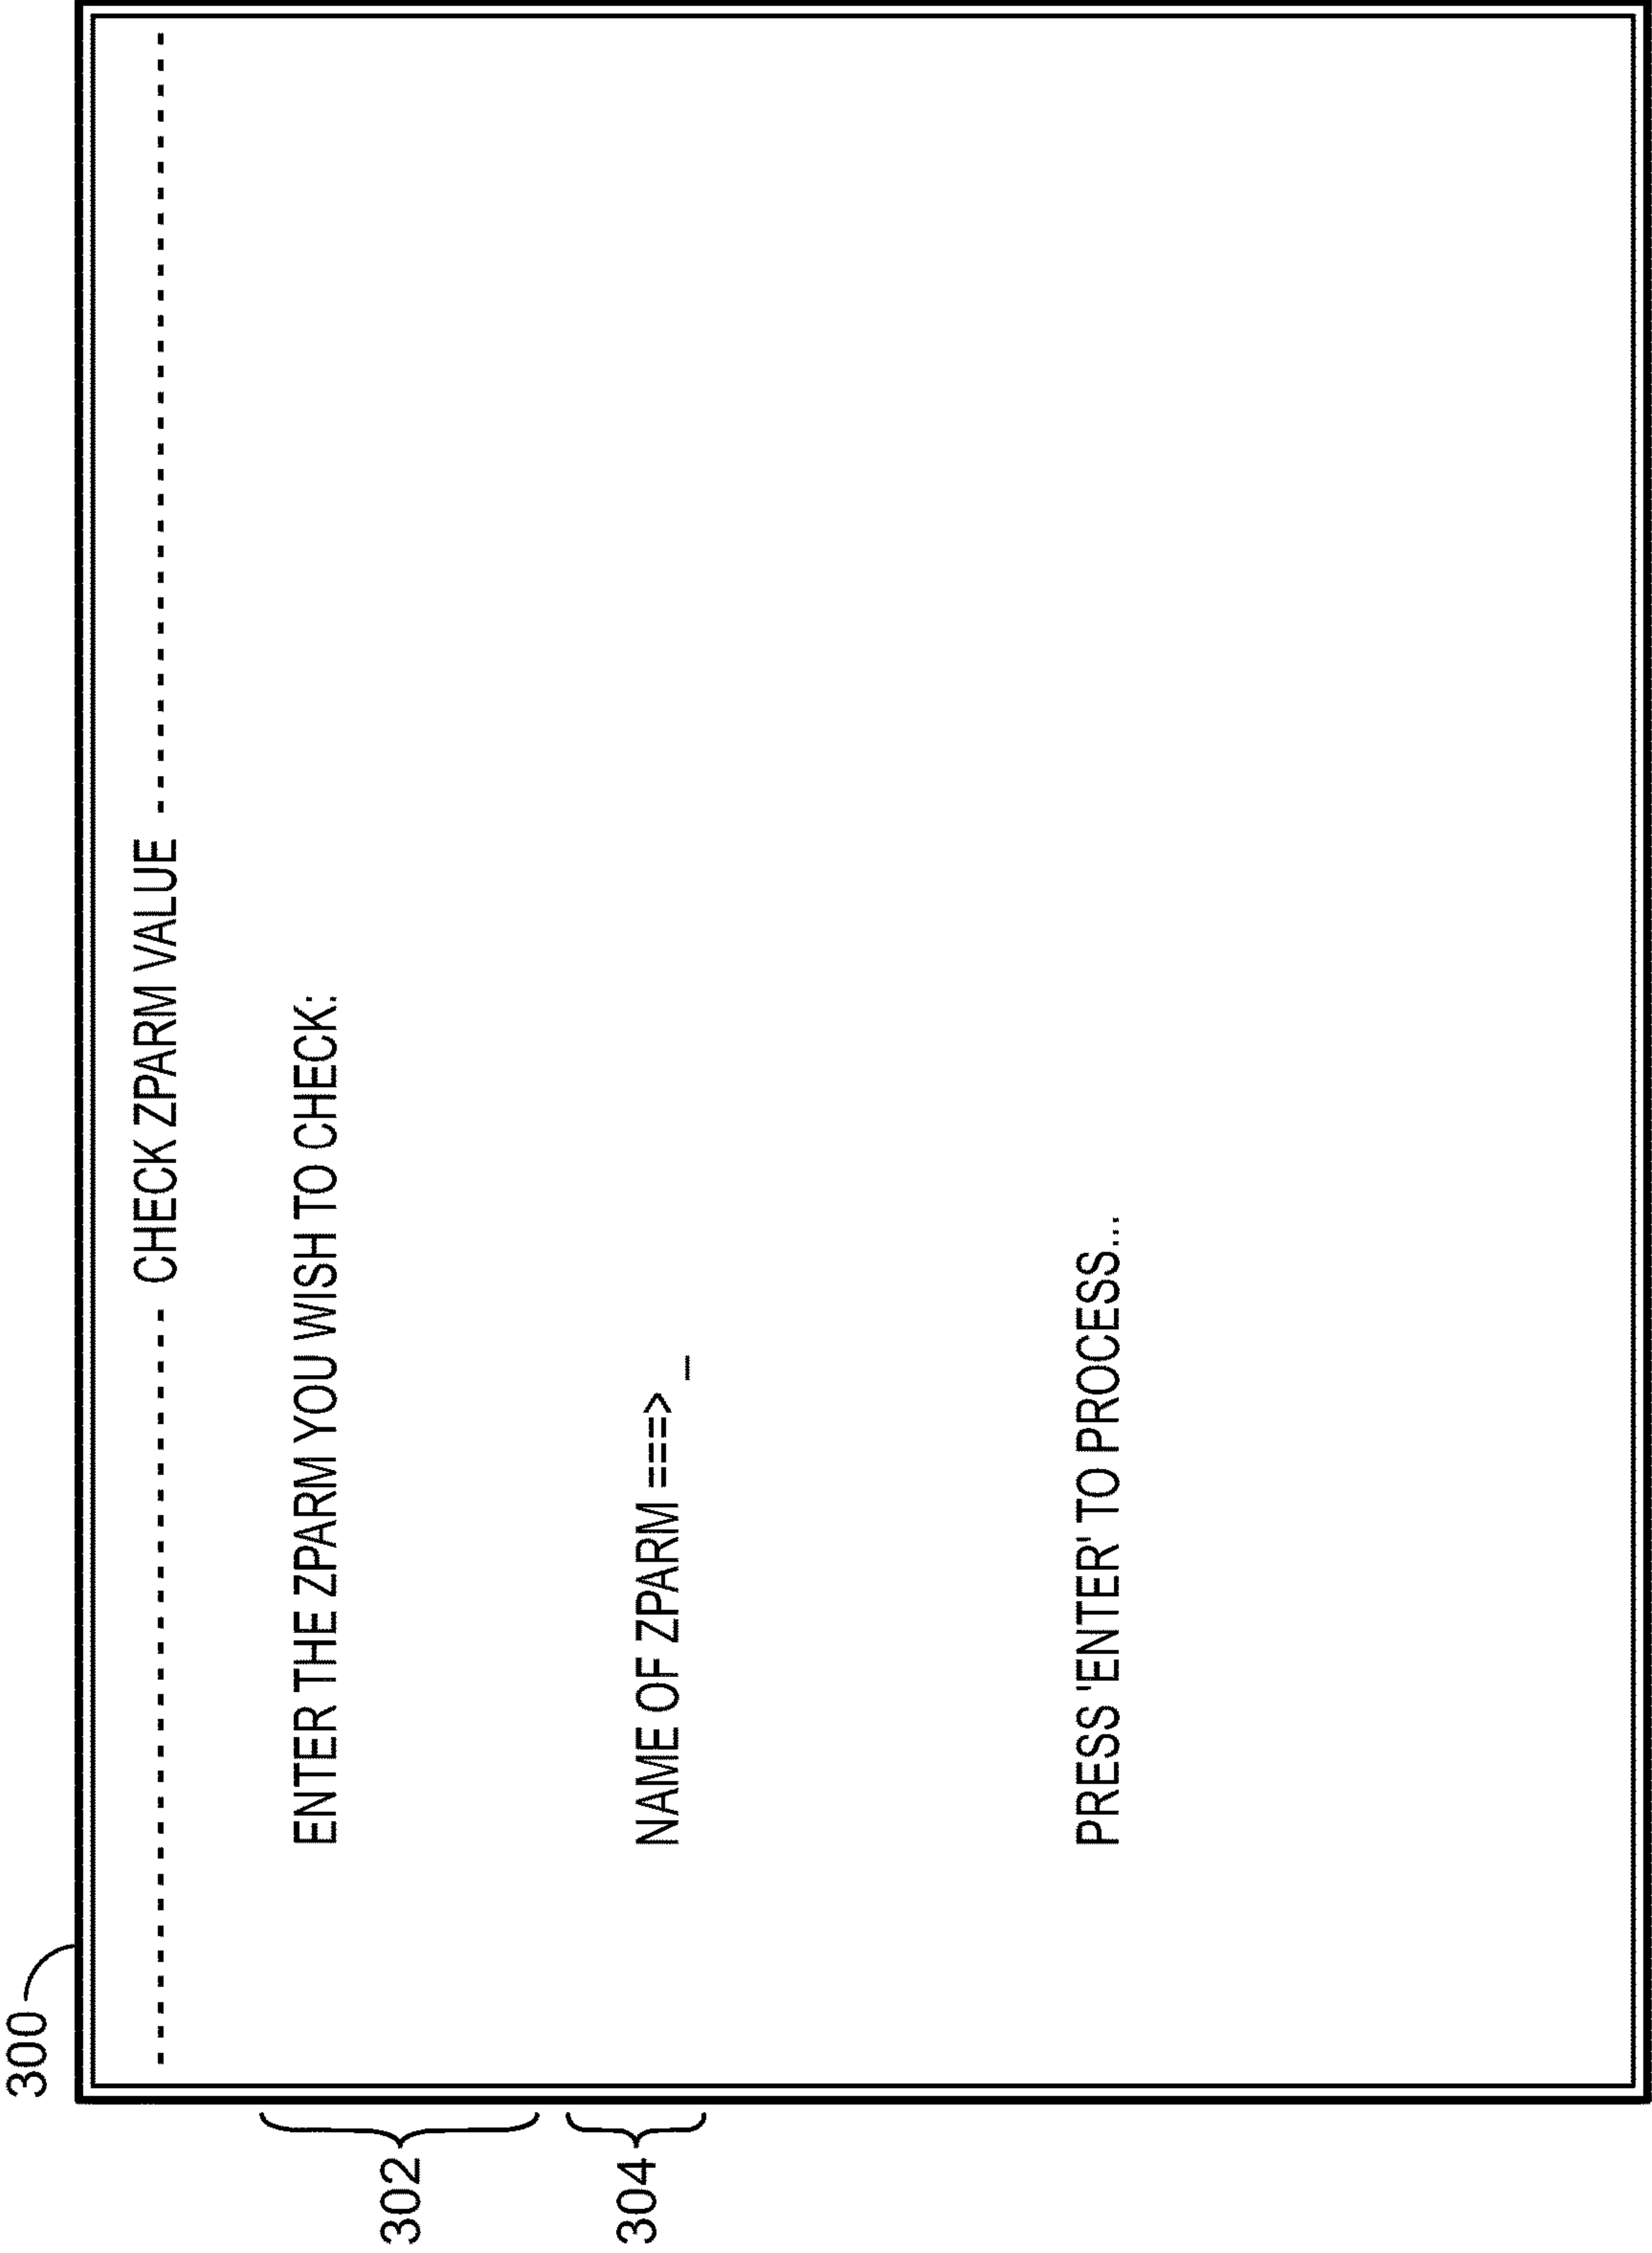 300
- - - - - - - - - - - - - - - - - - - - - - - - - - - - - - CHECK ZPARM VALUE - - - - - - - - - - - - - - - - - - - - - - - - - - - - - - -
302
ENTER THE ZPARM YOU WISH TO CHECK:
304
NAME OF ZPARM ===> _
PRESS 'ENTER' TO PROCESS...